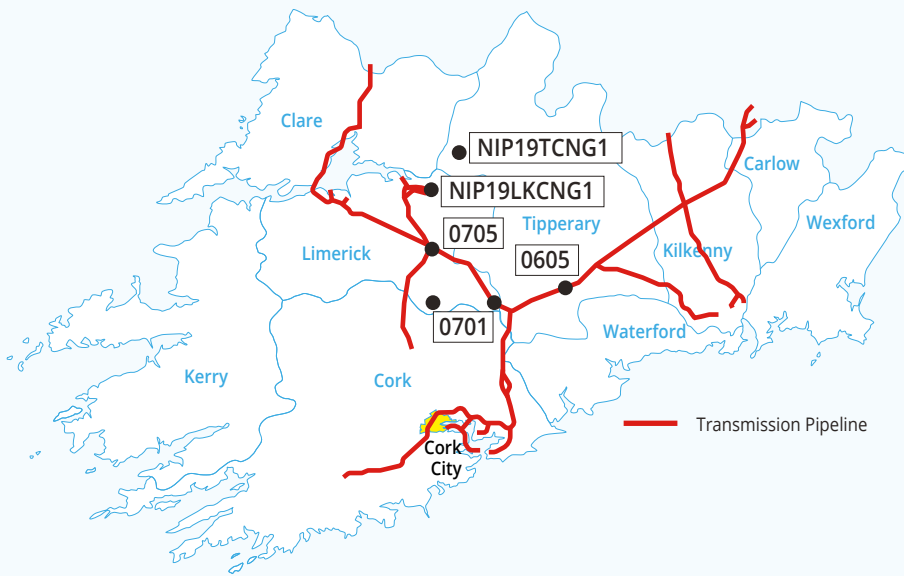 NIP19TCNG1
Clare
Carlow
NIP19LKCNG1
Wexford
Tipperary
0705
Limerick
Kilkenny
0605
0701
Waterford
Kerry
Cork
Transmission Pipeline
Cork
City